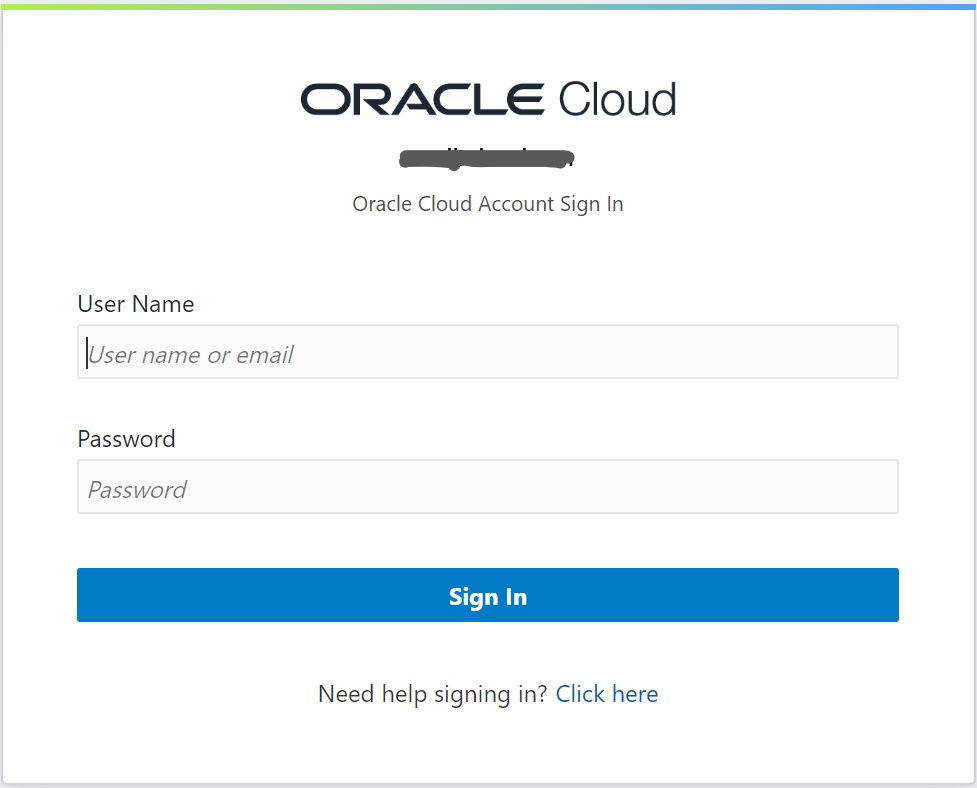 ORACLE Cloud
Oracle Cloud Account Sign In
User Name
User name or email
Password
Password
Sign In
Need help signing in? Click here